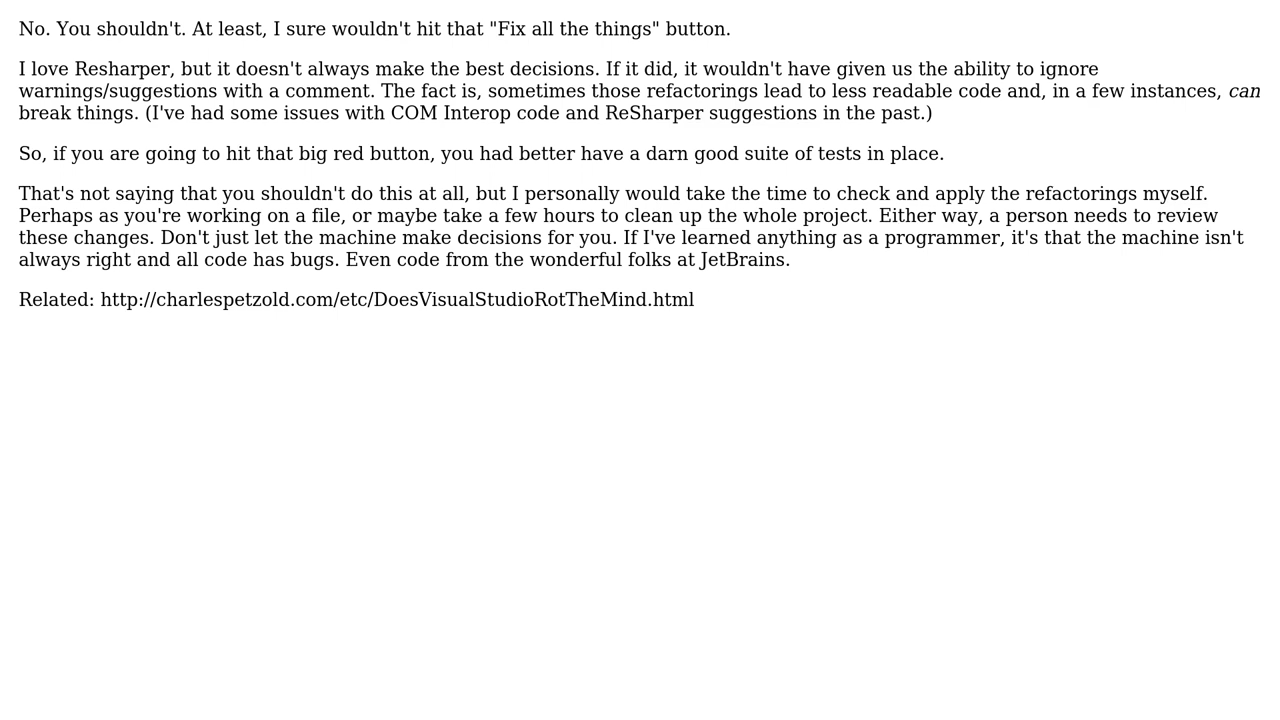 No. You shouldn't. At least, I sure wouldn't hit that "Fix all the things" button.
I love Resharper, but it doesn't always make the best decisions. If it did, it wouldn't have given us the ability to ignore
warnings/suggestions with a comment. The fact is, sometimes those refactorings lead to less readable code and, in a few instances, can
break things. (I've had some issues with COM Interop code and ReSharper suggestions in the past.)
So, if you are going to hit that big red button, you had better have a darn good suite of tests in place.
That's not saying that you shouldn't do this at all, but I personally would take the time to check and apply the refactorings myself.
Perhaps as you're working on a file, or maybe take a few hours to clean up the whole project. Either way, a person needs to review
these changes. Don't just let the machine make decisions for you. If I've learned anything as a programmer, it's that the machine isn't
always right and all code has bugs. Even code from the wonderful folks at JetBrains.
Related: http://charlespetzold.com/etc/DoesVisualStudioRotTheMind.html